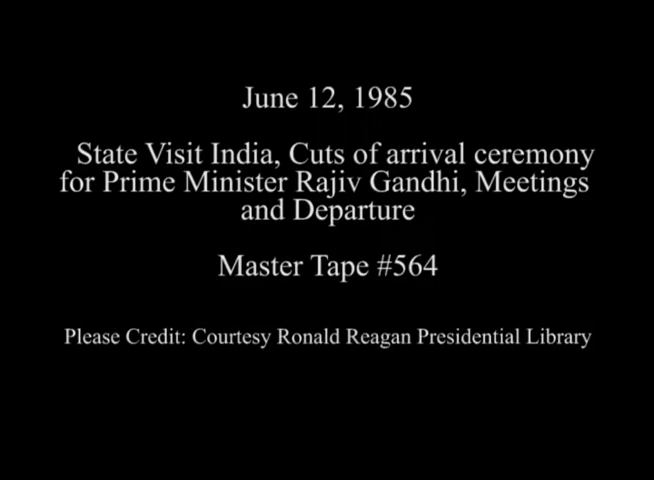 June 12, 1985
State Visit India, Cuts of arrival ceremony
for Prime Minister Rajiv Gandhi, Meetings
and Departure
Master Tape #564
Please Credit: Courtesy Ronald Reagan Presidential Library